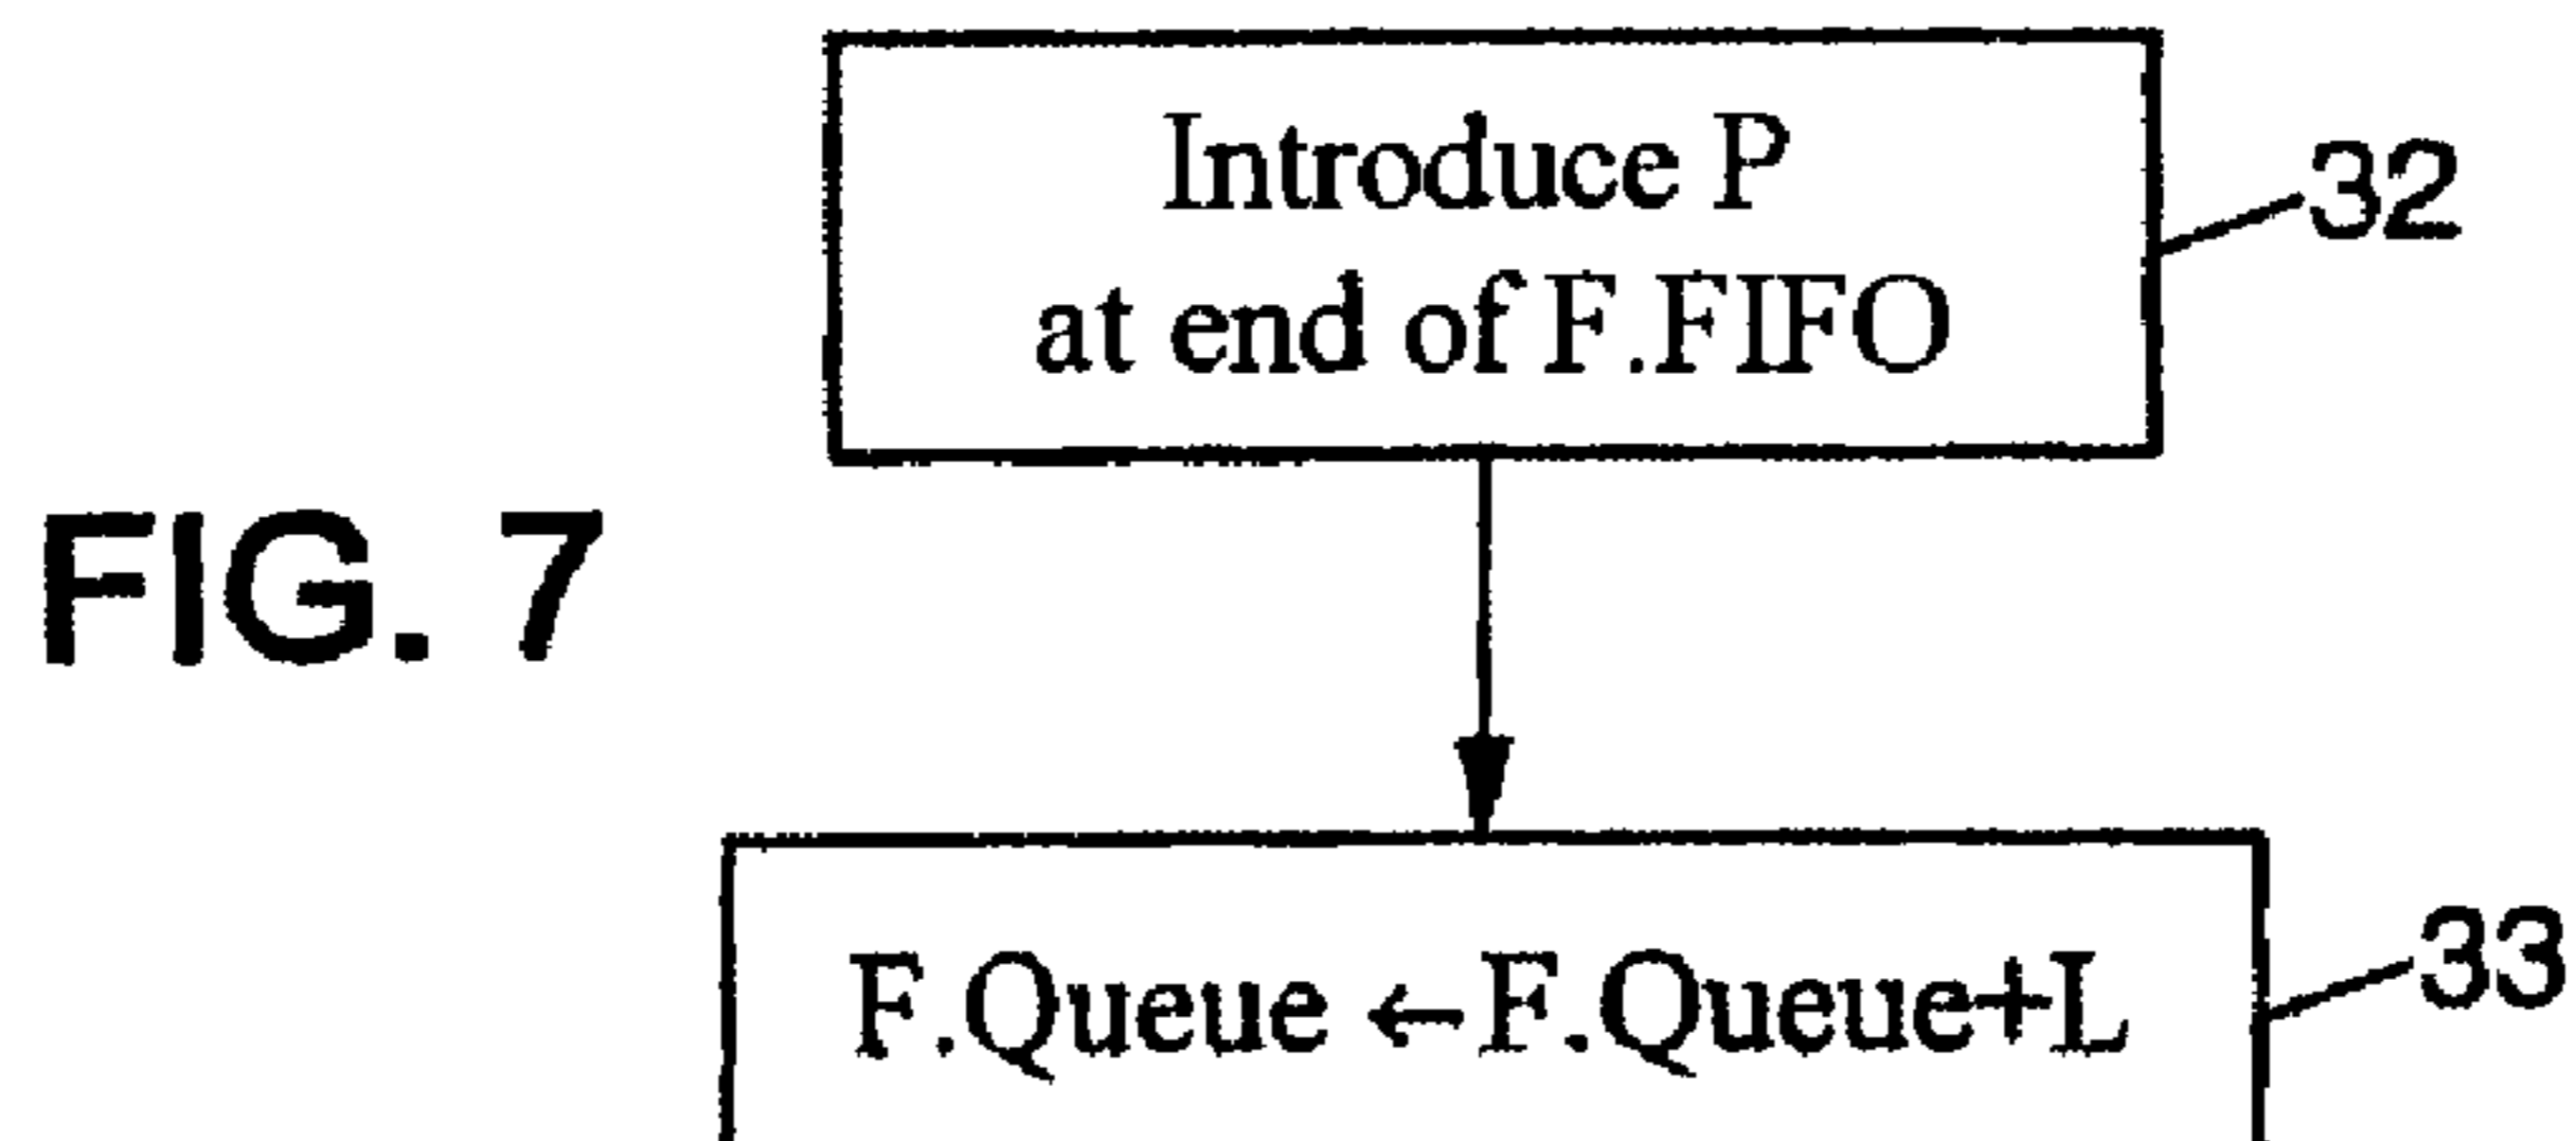 Introduce P
at end of F.FIFO
32
FIG. 7
F.Queue ←F.Queue+L
33